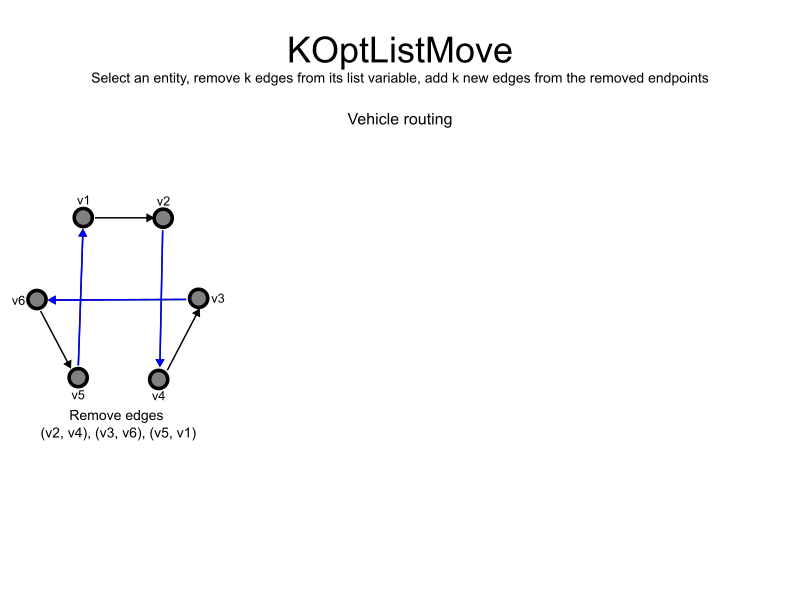 KOptListMove
Select an entity, remove k edges from its list variable, add k new edges from the removed endpoints
Vehicle routing
v1
v2
v6
v3
v5
v4
Remove edges
(v2, v4), (v3, v6), (v5, v1)